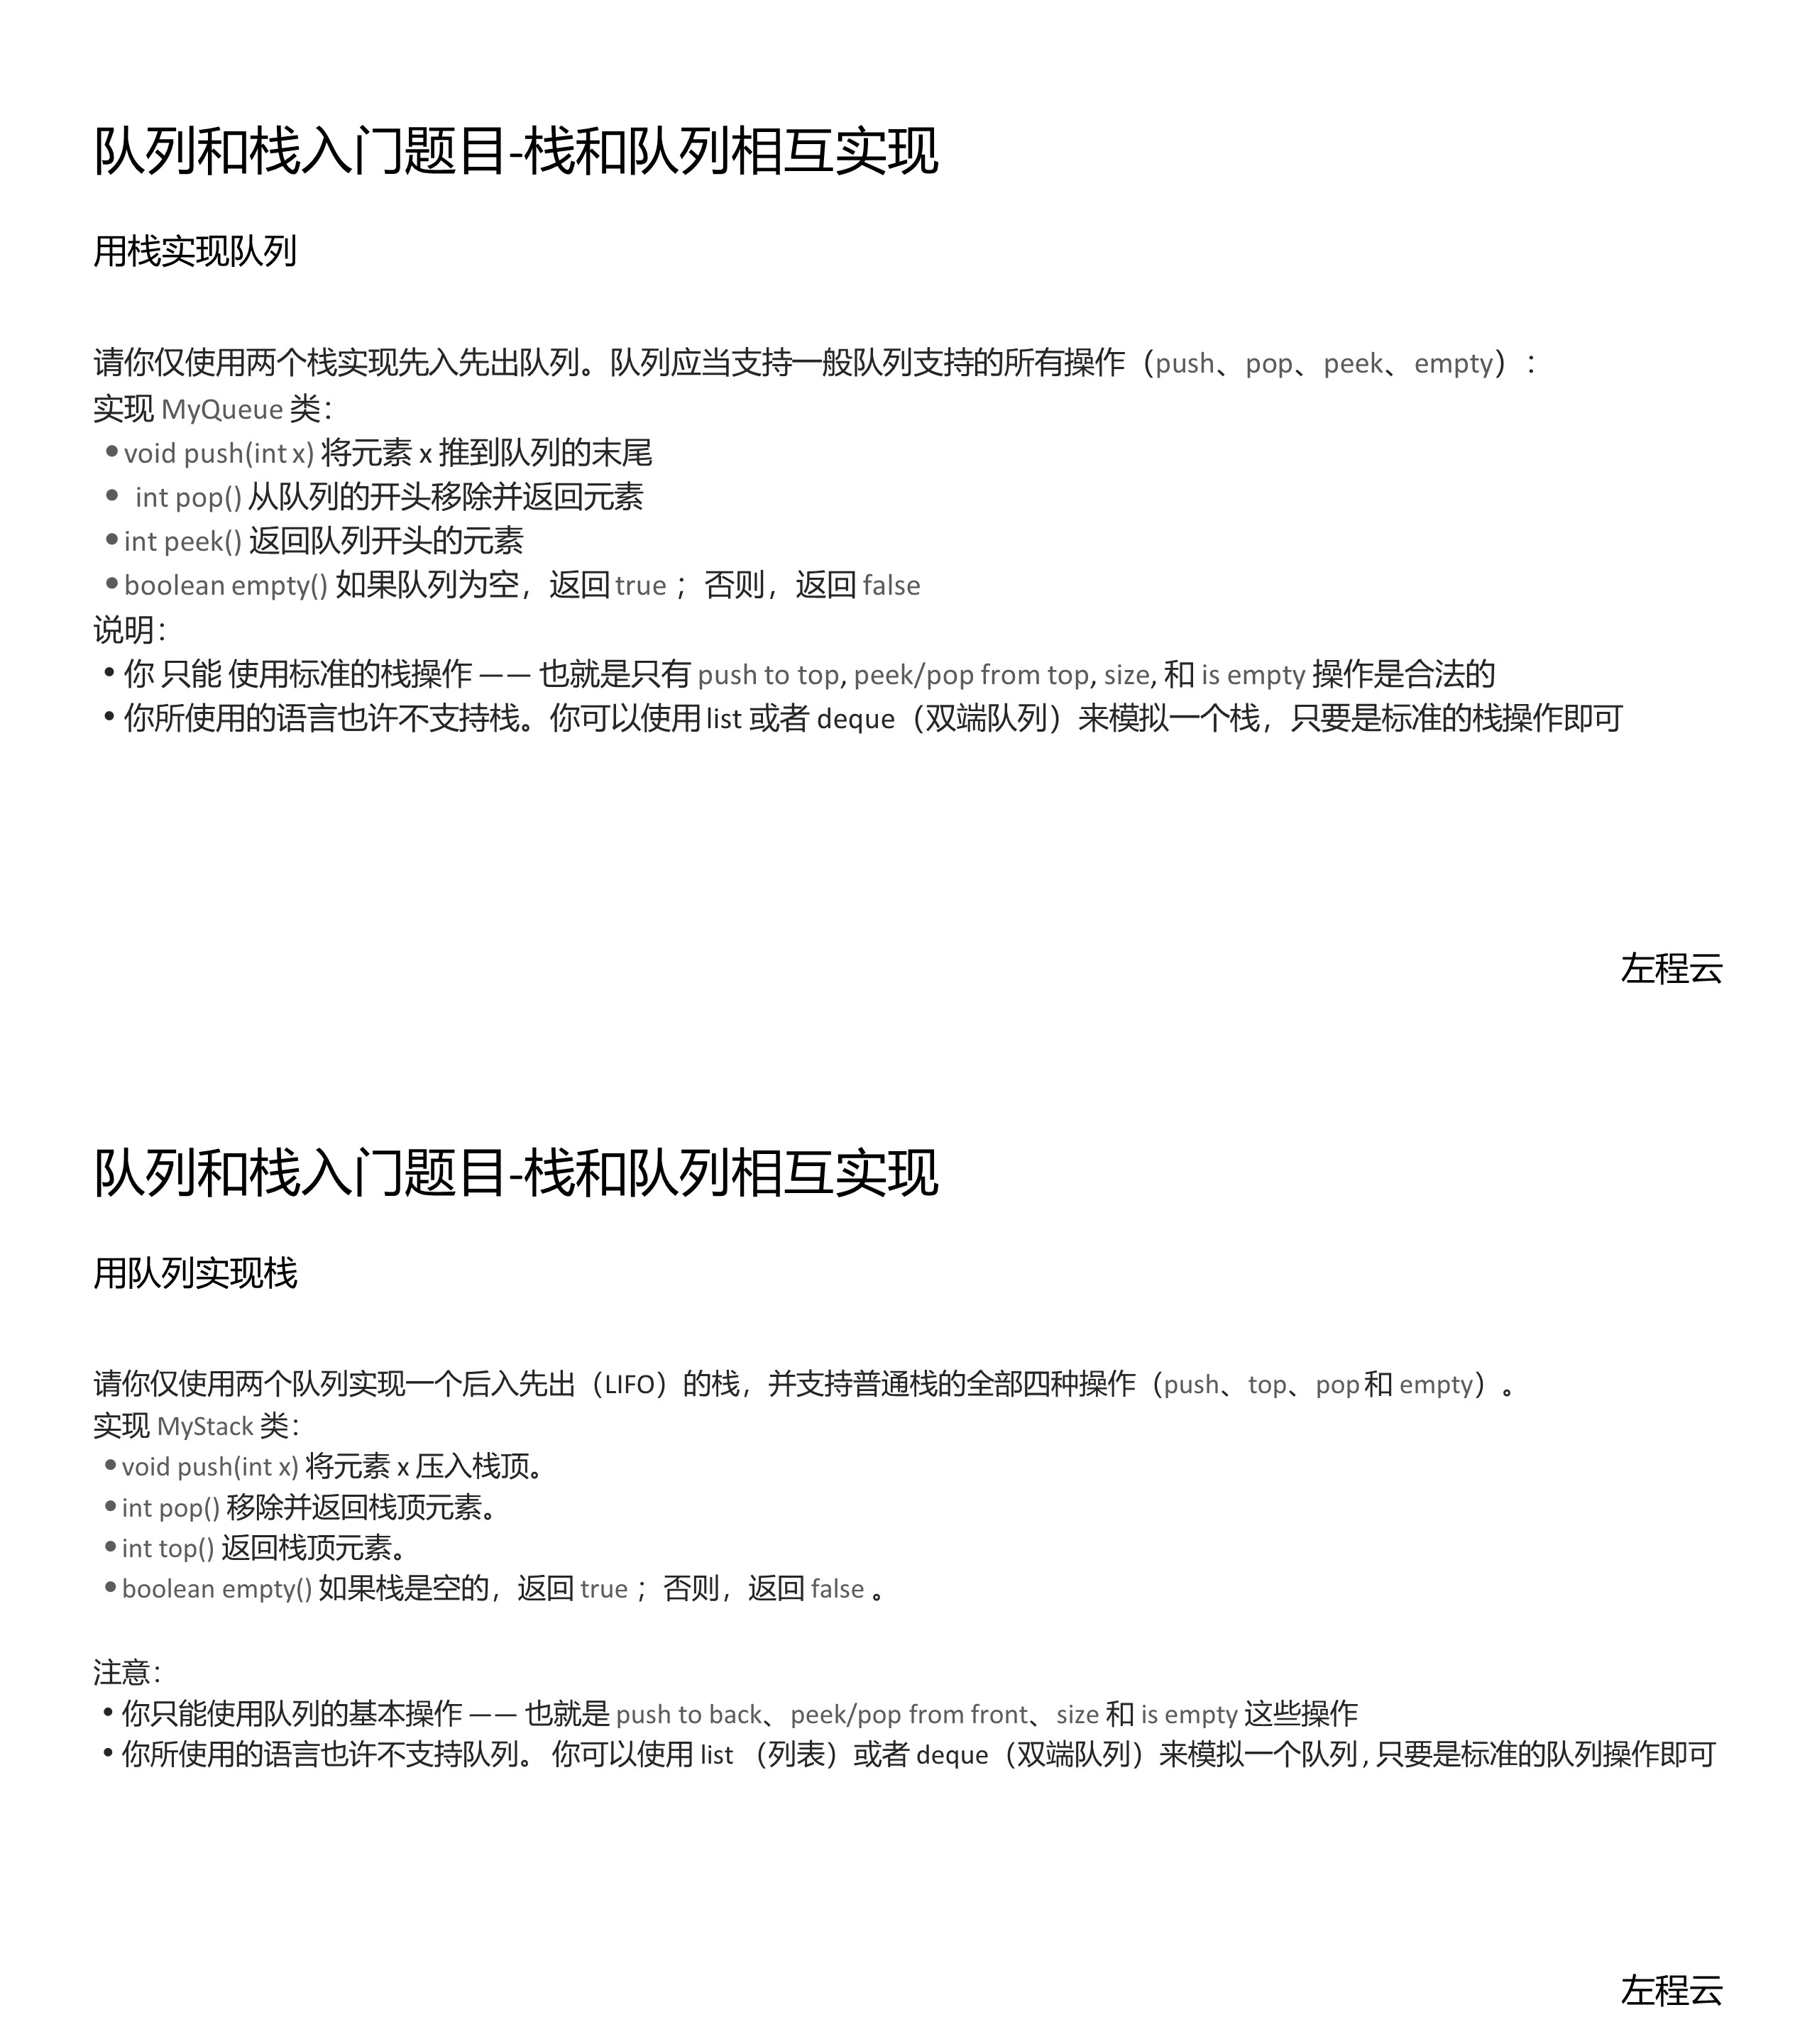 队列和栈入门题目-栈和队列相互实现
用栈实现队列
请你仅使用两个栈实现先入先出队列。队列应当支持一般队列支持的所有操作（push、pop、peek、empty）：
实现 MyQueue 类：
•void push(int x) 将元素 x 推到队列的末尾
• int pop() 从队列的开头移除并返回元素
•int peek() 返回队列开头的元素
•boolean empty() 如果队列为空，返回 true ；否则，返回 false
说明：
•你 只能 使用标准的栈操作 —— 也就是只有 push to top, peek/pop from top, size, 和 is empty 操作是合法的
•你所使用的语言也许不支持栈。你可以使用 list 或者 deque（双端队列）来模拟一个栈，只要是标准的栈操作即可
左程云
队列和栈入门题目-栈和队列相互实现
用队列实现栈
请你仅使用两个队列实现一个后入先出（LIFO）的栈，并支持普通栈的全部四种操作（push、top、pop 和 empty）。
实现 MyStack 类：
•void push(int x) 将元素 x 压入栈顶。
•int pop() 移除并返回栈顶元素。
•int top() 返回栈顶元素。
•boolean empty() 如果栈是空的，返回 true ；否则，返回 false 。
注意：
•你只能使用队列的基本操作 —— 也就是 push to back、peek/pop from front、size 和 is empty 这些操作
•你所使用的语言也许不支持队列。 你可以使用 list （列表）或者 deque（双端队列）来模拟一个队列 , 只要是标准的队列操作即可
左程云